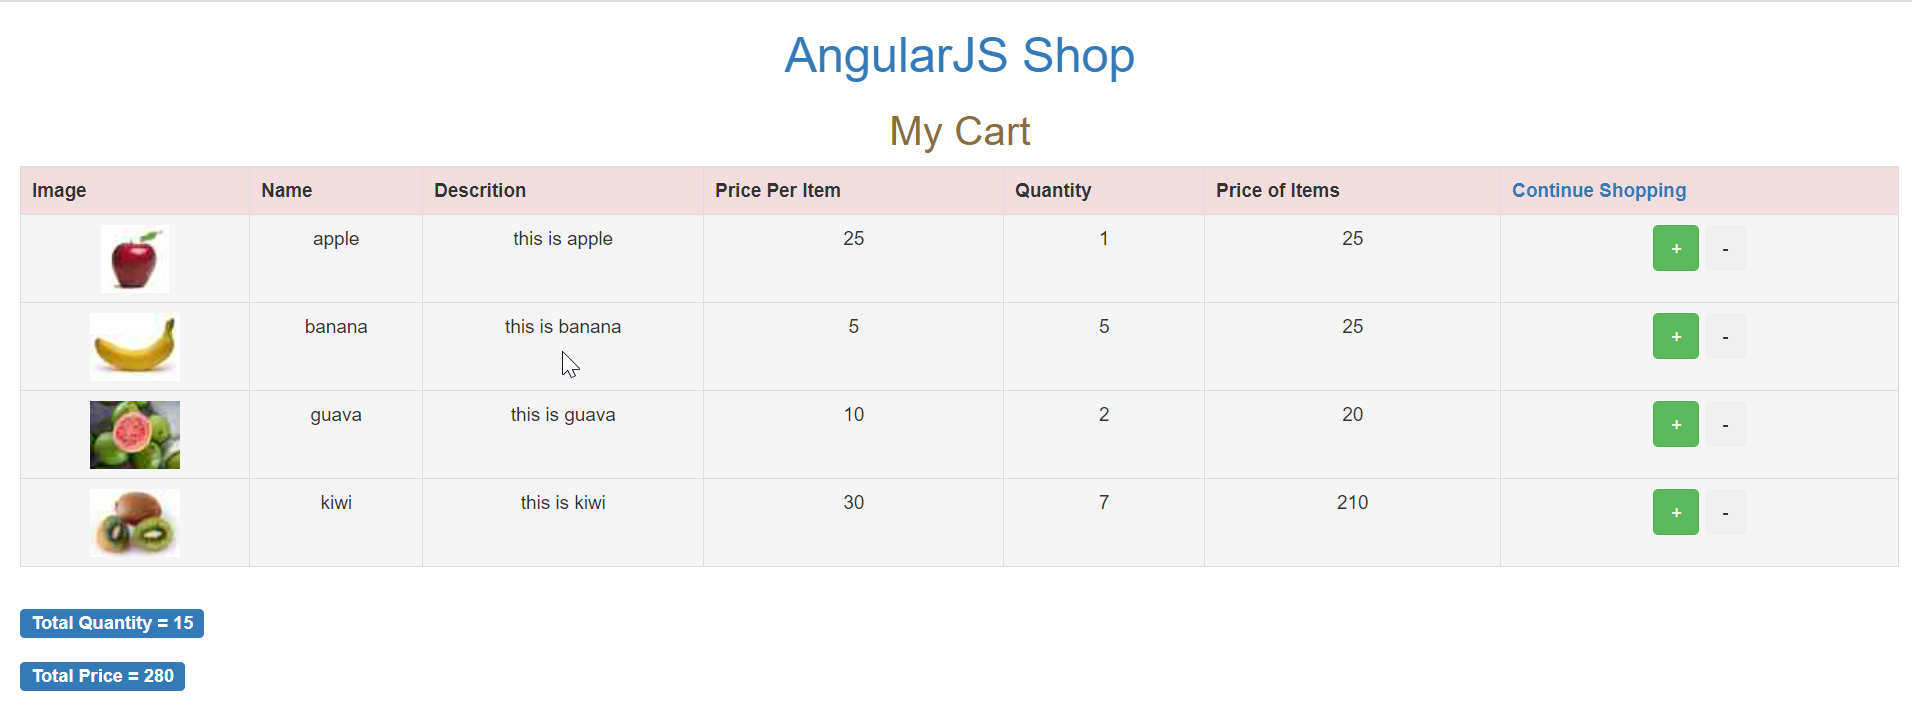 AngularJS Shop
My Cart
Image Name Descrition Price Per Item Quantity Price of Items Continue Shopping
apple this is apple 25 1 25 + -
banana this is banana 5 5 25 + -
guava this is guava 10 2 20 + -
kiwi this is kiwi 30 7 210 + -
Total Quantity = 15
Total Price = 280